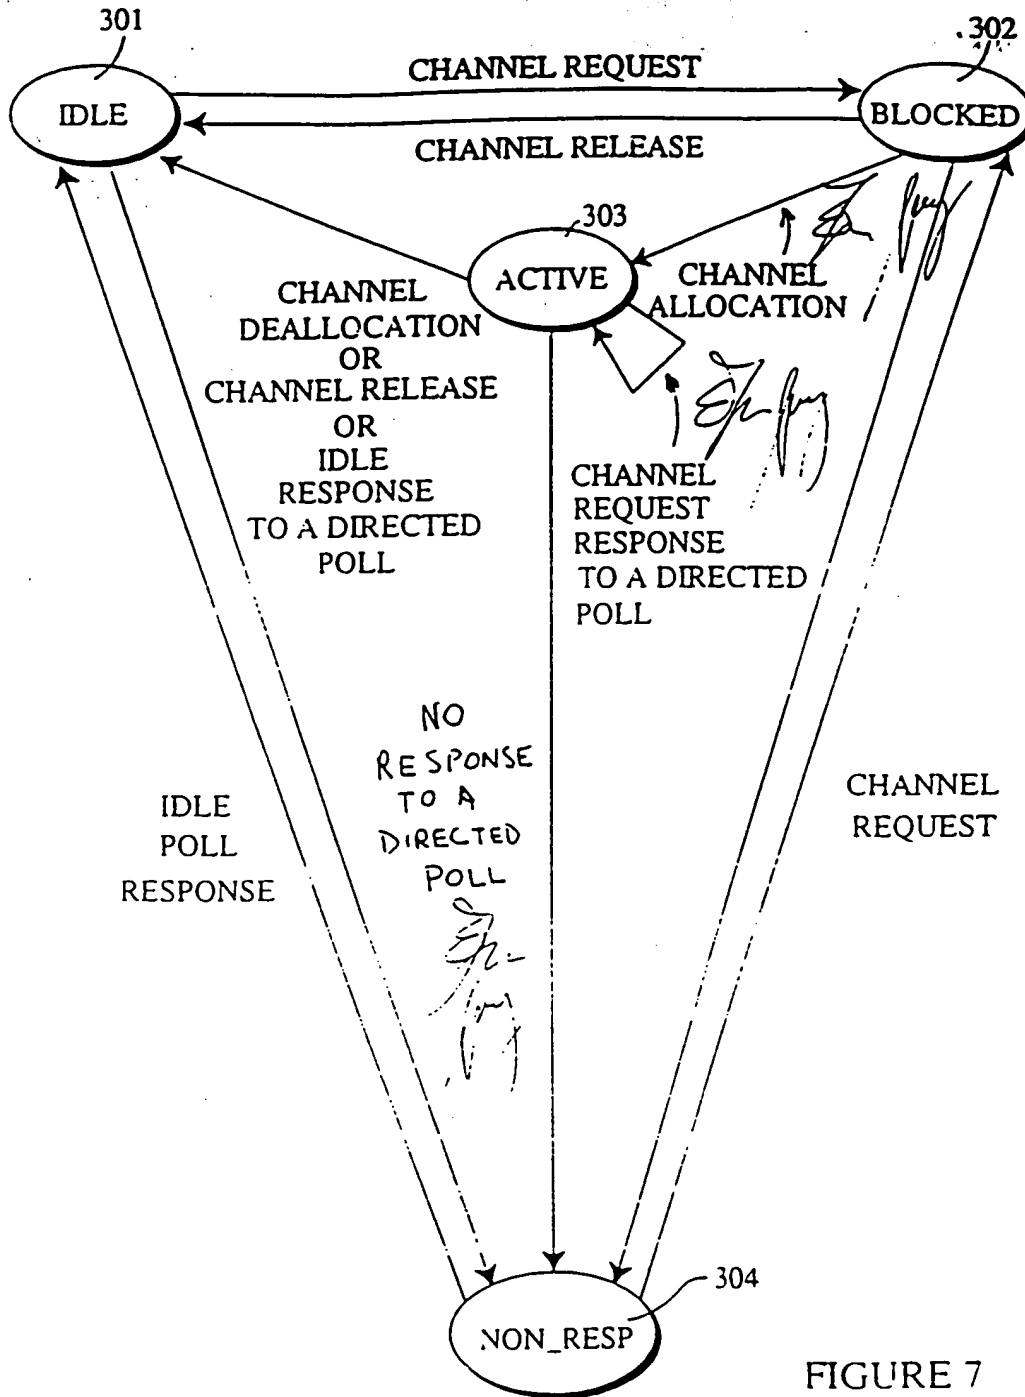 301
302
CHANNEL REQUEST
IDLE
BLOCKED
CHANNEL RELEASE
303
ACTIVE
CHANNEL
ALLOCATION
CHANNEL
DEALLOCATION
OR
CHANNEL RELEASE
OR
IDLE
RESPONSE
TO A DIRECTED
POLL
CHANNEL
REQUEST
RESPONSE
TO A DIRECTED
POLL
NO
RESPONSE
TO A
DIRECTED
POLL
IDLE
POLL
RESPONSE
CHANNEL
REQUEST
304
NON_RESP
FIGURE 7